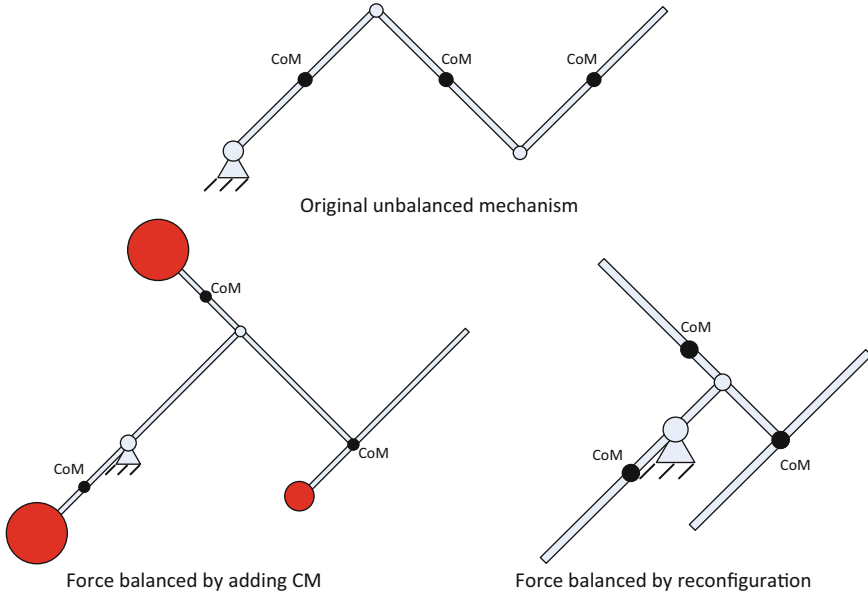 CoM
CoM
CoM
Original unbalanced mechanism
CoM
CoM
CoM
Force balanced by adding CM
CoM
CoM
CoM
Force balanced by reconfiguration